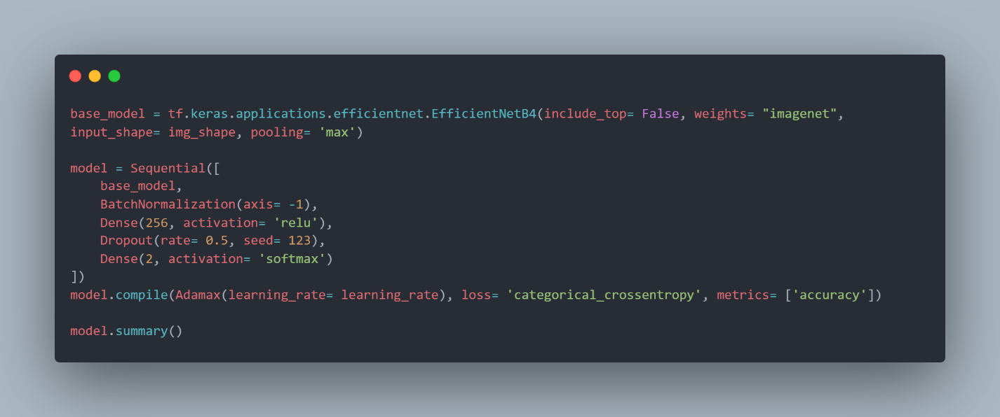 base_model = tf.keras.applications.efficientnet.EfficientNetB4(include_top= False, weights= "imagenet",
input_shape= img_shape, pooling= 'max')
model = Sequential([
    base_model,
    BatchNormalization(axis= -1),
    Dense(256, activation= 'relu'),
    Dropout(rate= 0.5, seed= 123),
    Dense(2, activation= 'softmax')
])
model.compile(Adamax(learning_rate= learning_rate), loss= 'categorical_crossentropy', metrics= ['accuracy'])
model.summary()